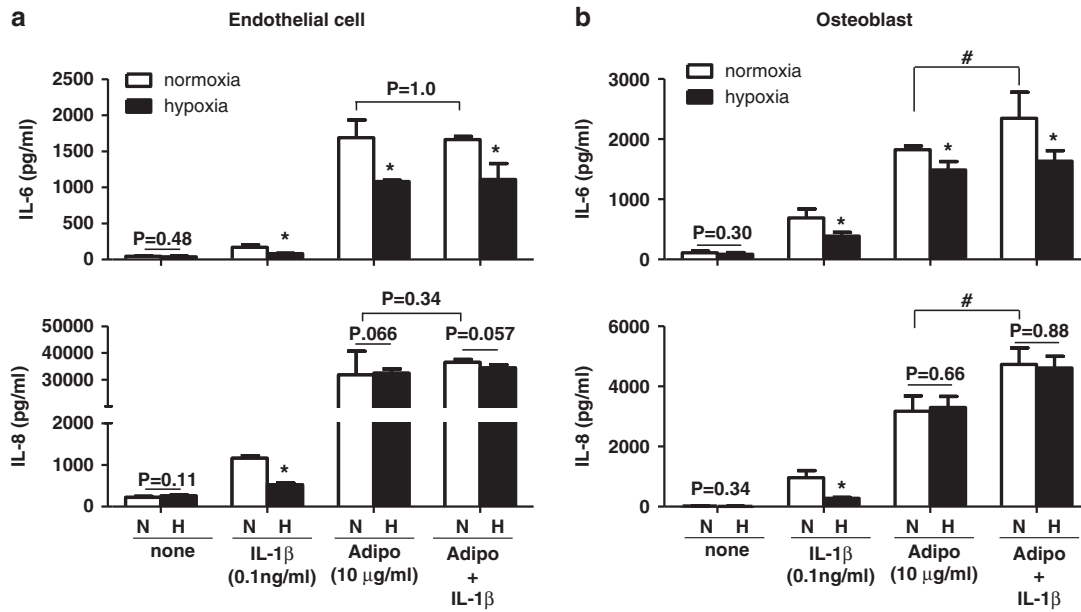 a
Endothelial cell
normoxia
hypoxia
IL-6 (pg/ml)
2500
2000
1500
1000
500
0
P=0.48
*
*
P=1.0
*
IL-8 (pg/ml)
50000
40000
30000
2000
1000
0
P=0.11
*
P.066
P=0.34
P=0.057
N H N H N H N H
none
IL-1β
(0.1ng/ml)
Adipo
(10 μg/ml)
Adipo
+
IL-1β
b
Osteoblast
normoxia
hypoxia
IL-6 (pg/ml)
3000
2000
1000
0
P=0.30
*
*
#
*
IL-8 (pg/ml)
6000
4000
2000
0
P=0.34
*
P=0.66
#
P=0.88
N H N H N H N H
none
IL-1β
(0.1ng/ml)
Adipo
(10 μg/ml)
Adipo
+
IL-1β